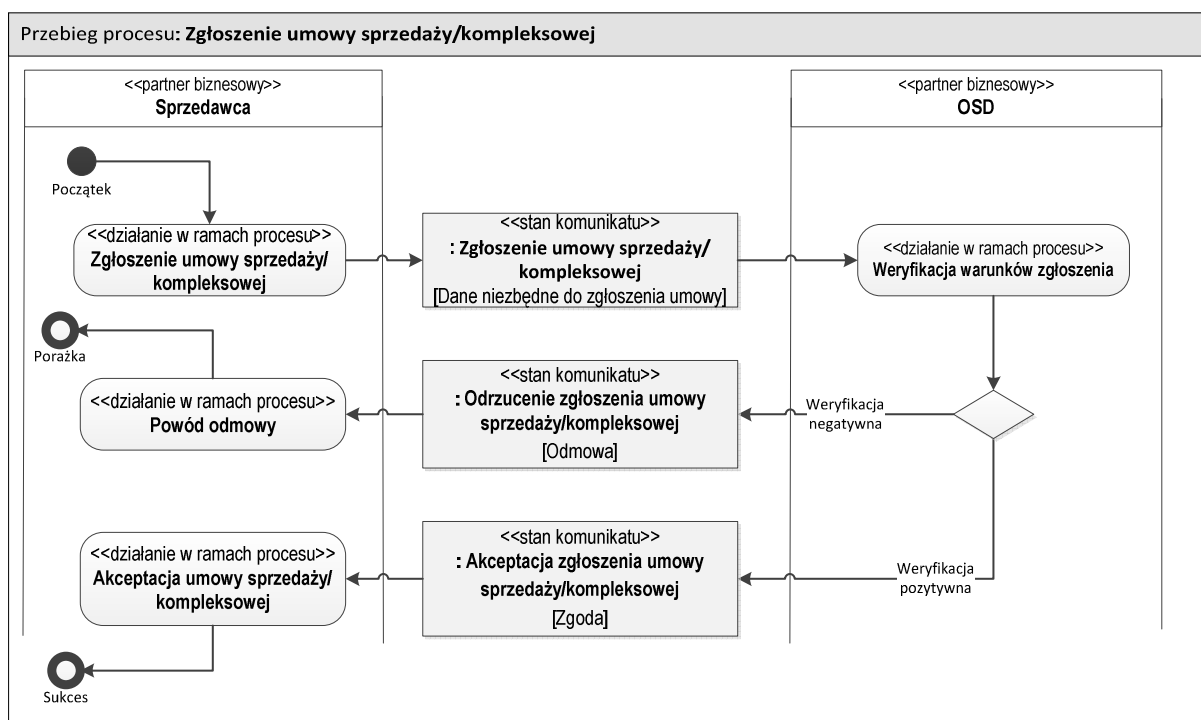 Przebieg procesu: Zgłoszenie umowy sprzedaży/kompleksowej
<<partner biznesowy>>
Sprzedawca
<<partner biznesowy>>
OSD
Początek
<<działanie w ramach procesu>>
Zgłoszenie umowy sprzedaży/
kompleksowej
<<stan komunikatu>>
: Zgłoszenie umowy sprzedaży/
kompleksowej
[Dane niezbędne do zgłoszenia umowy]
<<działanie w ramach procesu>>
Weryfikacja warunków zgłoszenia
Porażka
<<działanie w ramach procesu>>
Powód odmowy
<<stan komunikatu>>
: Odrzucenie zgłoszenia umowy
sprzedaży/kompleksowej
[Odmowa]
Weryfikacja
negatywna
<<działanie w ramach procesu>>
Akceptacja umowy sprzedaży/
kompleksowej
<<stan komunikatu>>
: Akceptacja zgłoszenia umowy
sprzedaży/kompleksowej
[Zgoda]
Weryfikacja
pozytywna
Sukces